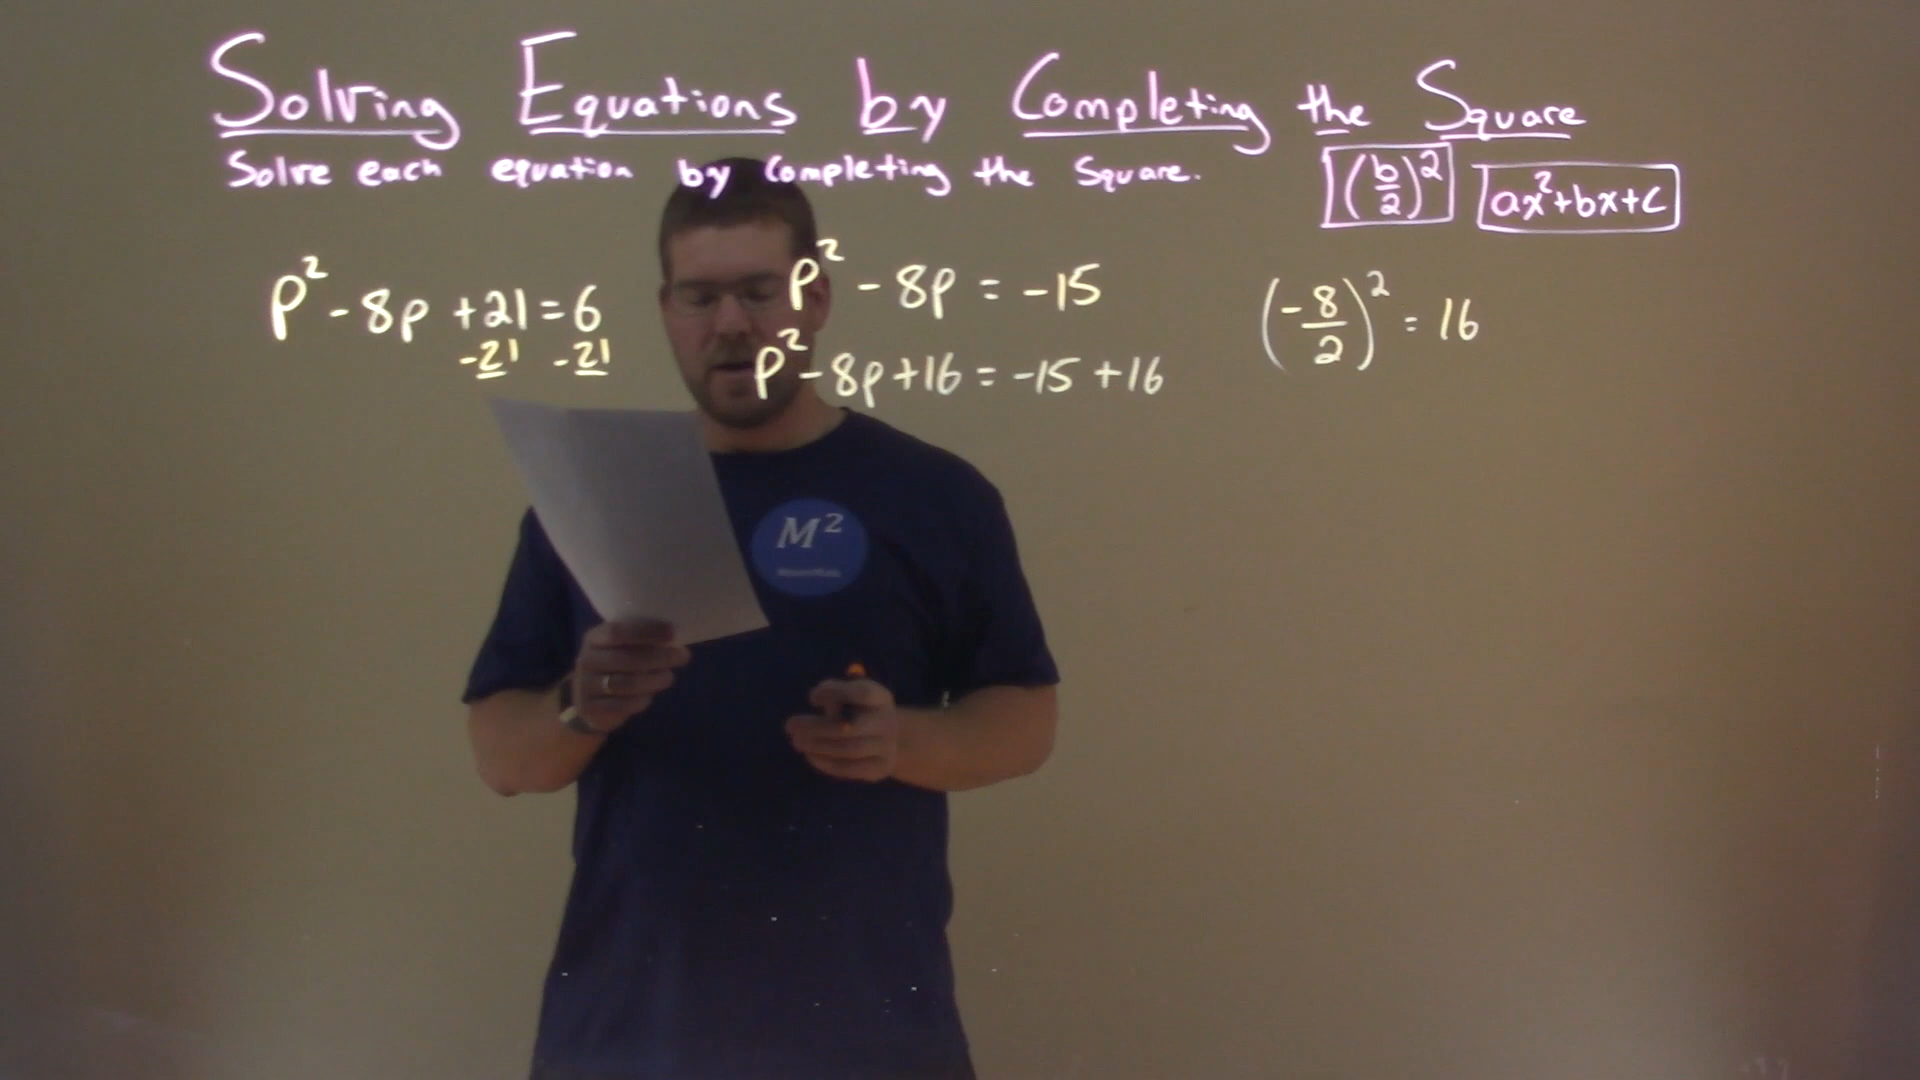 Solving Equations by Completing the Square
Solve each equation by Completing the Square.
(b/2)² ax²+bx+c
p² - 8p + 21 = 6
-21 -21
p² - 8p = -15
p² - 8p + 16 = -15 + 16
(-8/2)² = 16
M²